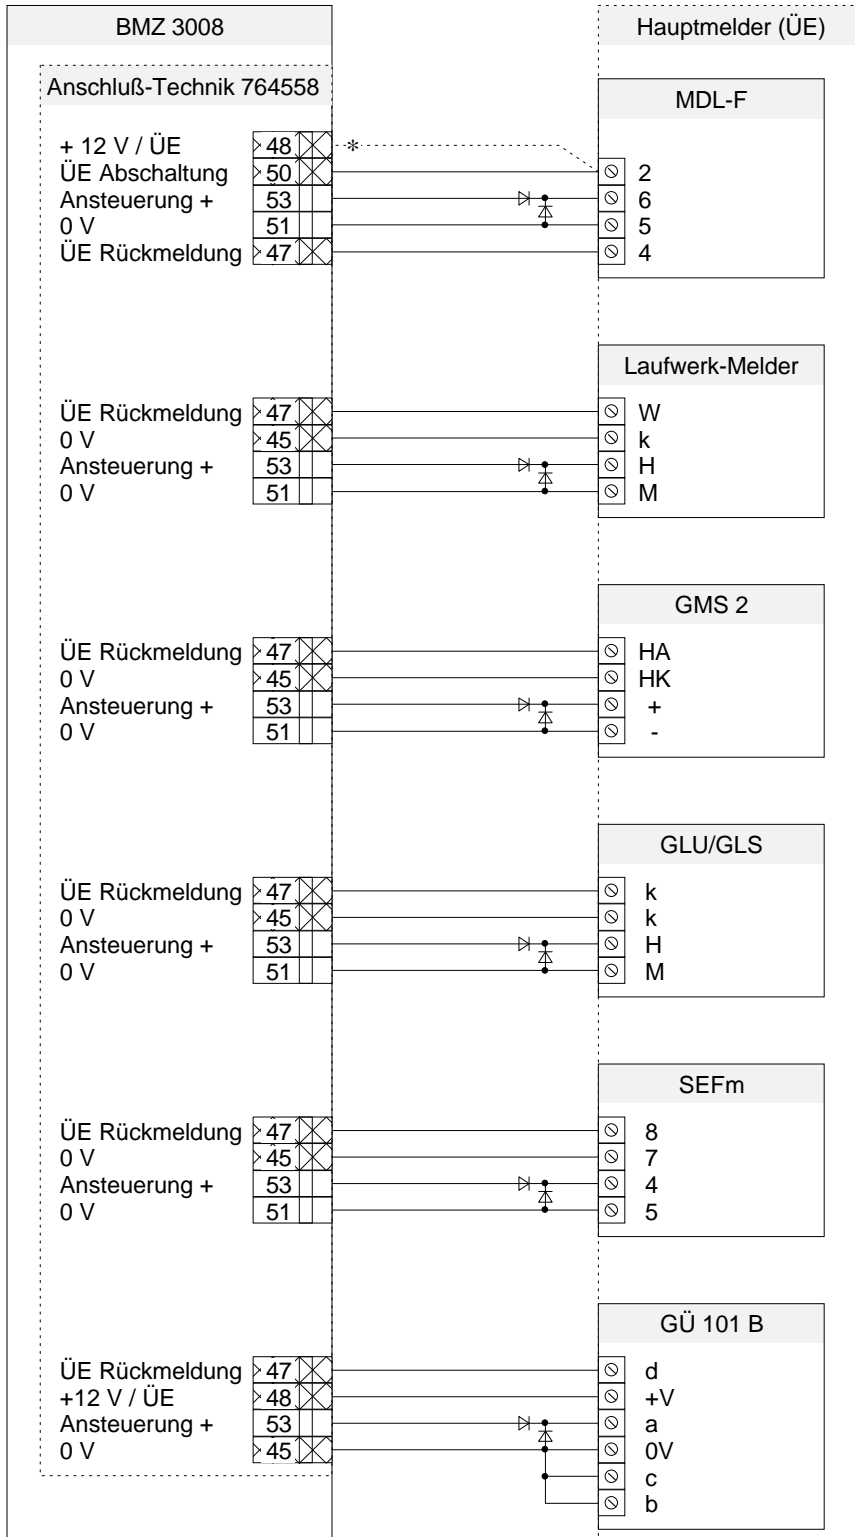 BMZ 3008 Hauptmelder (ÜE)
Anschluß-Technik 764558 MDL-F
+ 12 V / ÜE 48 *
ÜE Abschaltung 50 2
Ansteuerung + 53 6
0 V 51 5
ÜE Rückmeldung 47 4
Laufwerk-Melder
ÜE Rückmeldung 47 W
0 V 45 k
Ansteuerung + 53 H
0 V 51 M
GMS 2
ÜE Rückmeldung 47 HA
0 V 45 HK
Ansteuerung + 53 +
0 V 51 -
GLU/GLS
ÜE Rückmeldung 47 k
0 V 45 k
Ansteuerung + 53 H
0 V 51 M
SEFm
ÜE Rückmeldung 47 8
0 V 45 7
Ansteuerung + 53 4
0 V 51 5
GÜ 101 B
ÜE Rückmeldung 47 d
+12 V / ÜE 48 +V
Ansteuerung + 53 a
0 V 45 0V
c
b